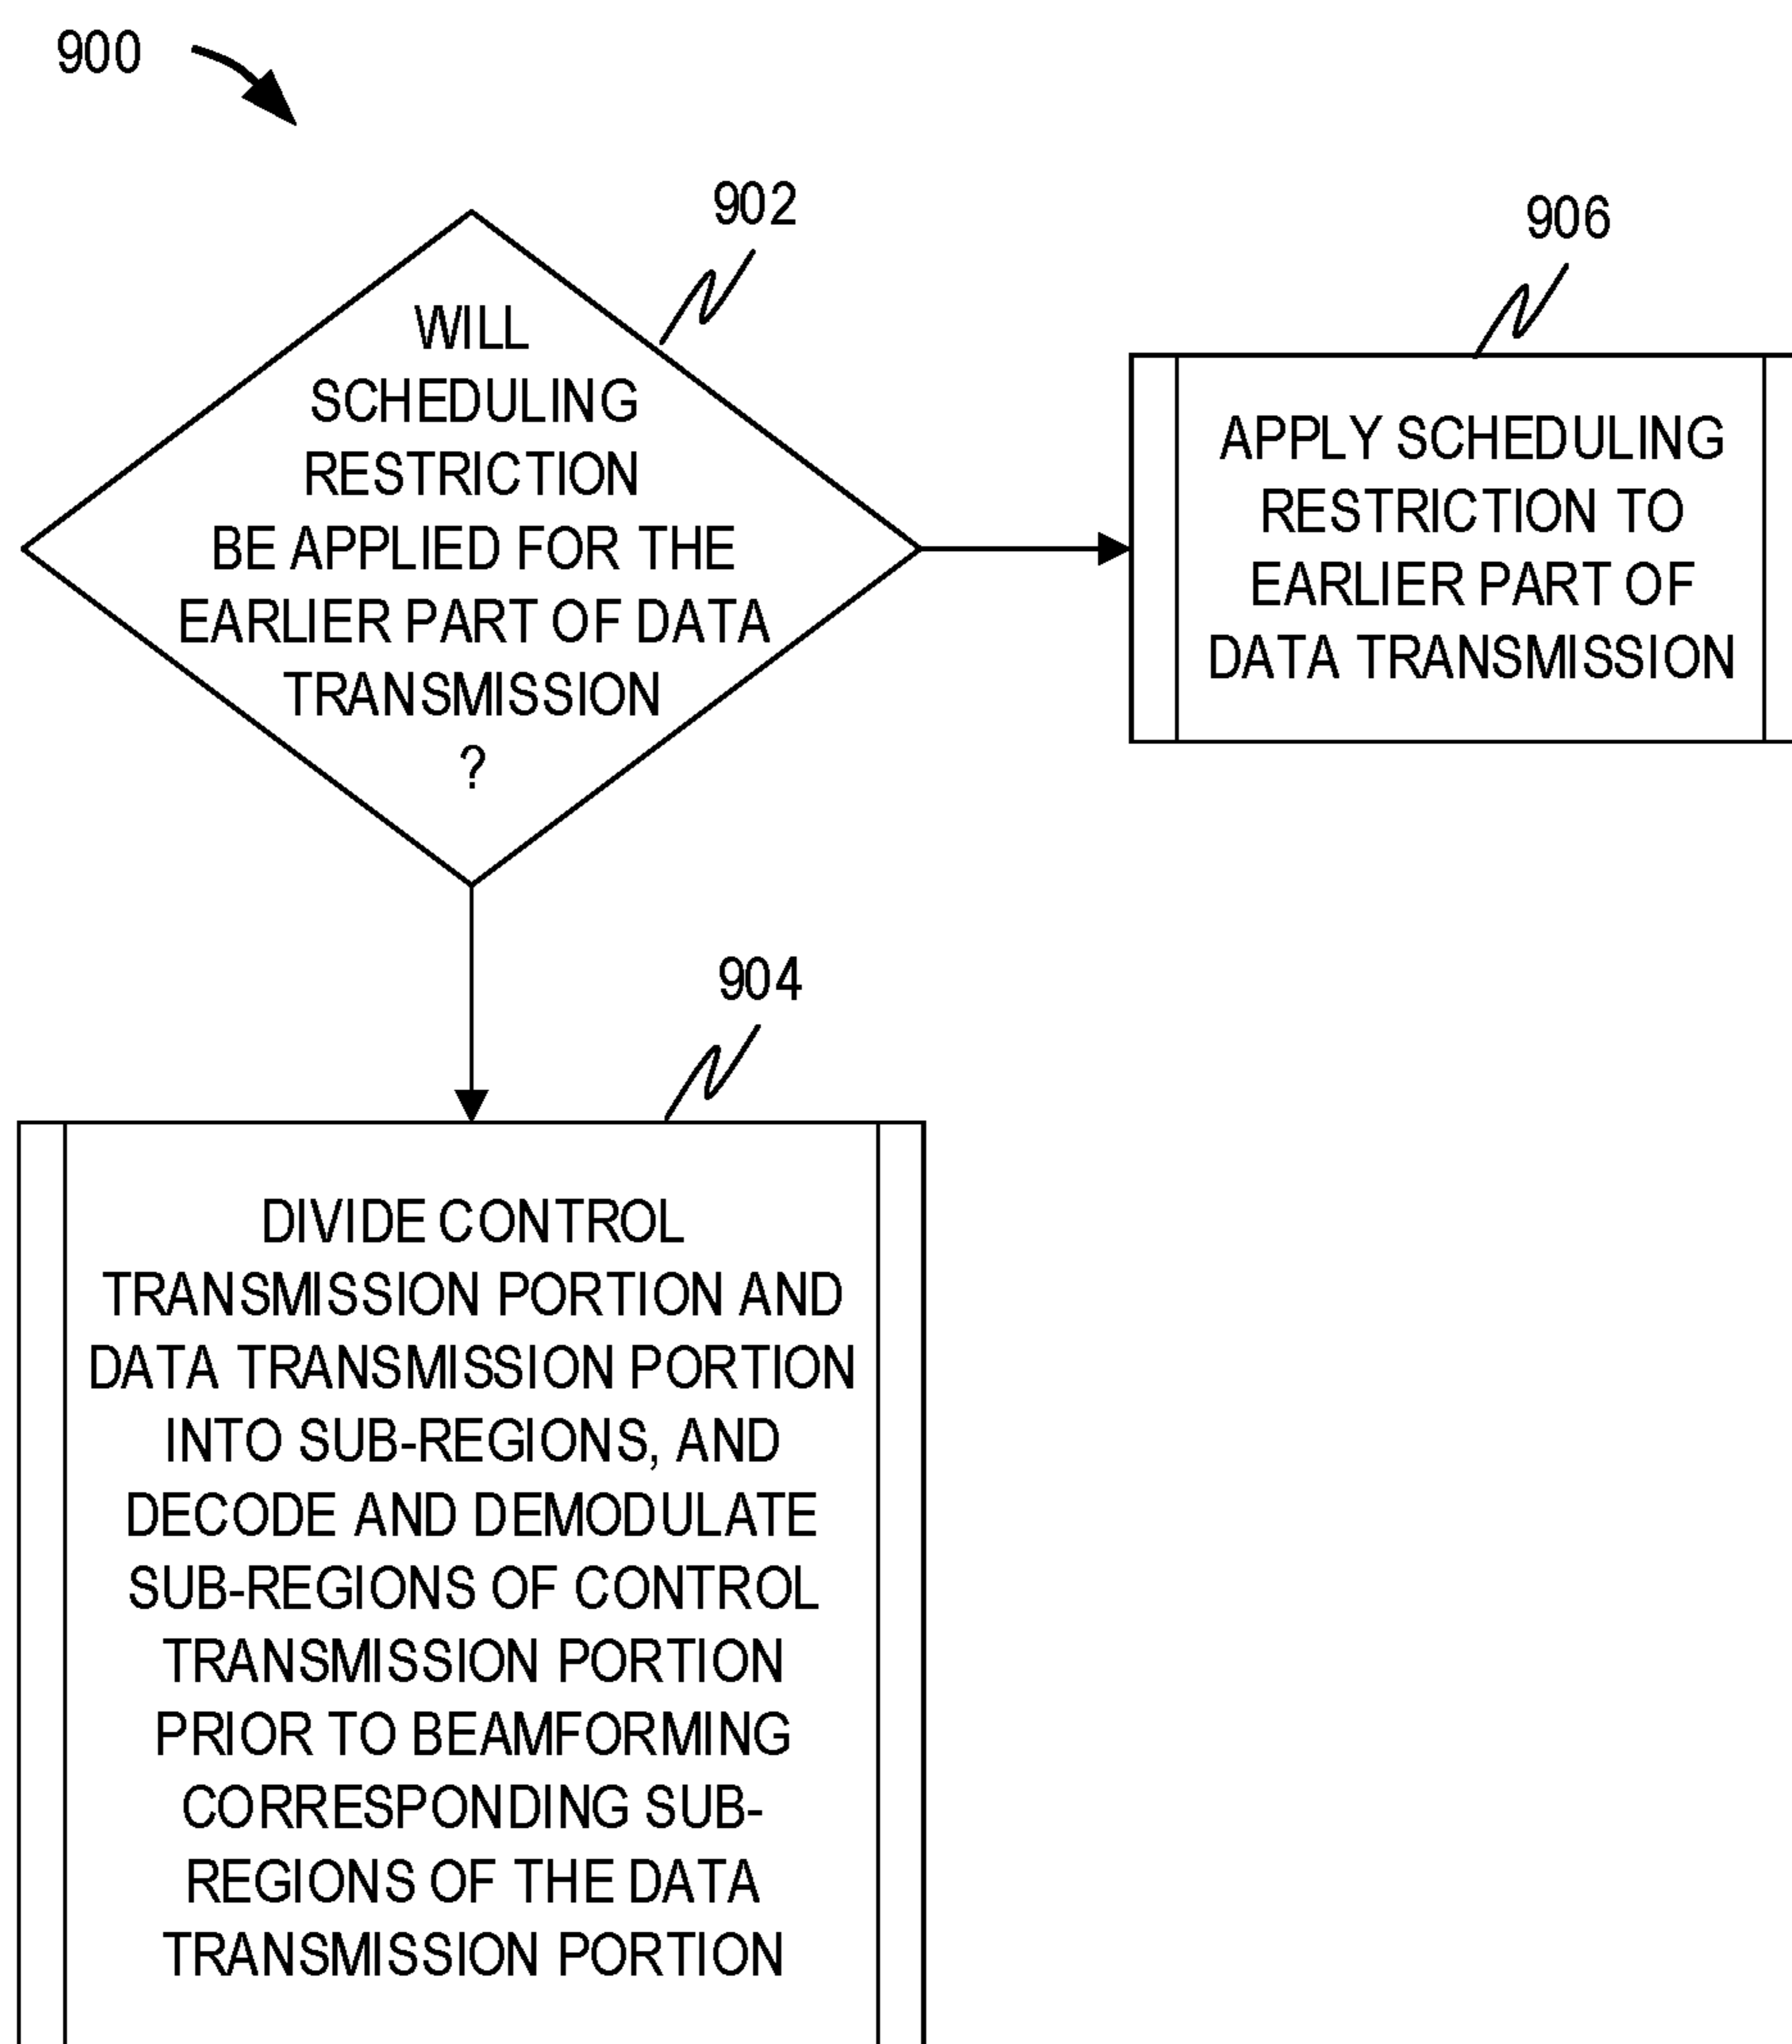 900
902
WILL
SCHEDULING
RESTRICTION
BE APPLIED FOR THE
EARLIER PART OF DATA
TRANSMISSION
?
906
APPLY SCHEDULING
RESTRICTION TO
EARLIER PART OF
DATA TRANSMISSION
904
DIVIDE CONTROL
TRANSMISSION PORTION AND
DATA TRANSMISSION PORTION
INTO SUB-REGIONS, AND
DECODE AND DEMODULATE
SUB-REGIONS OF CONTROL
TRANSMISSION PORTION
PRIOR TO BEAMFORMING
CORRESPONDING SUB-
REGIONS OF THE DATA
TRANSMISSION PORTION